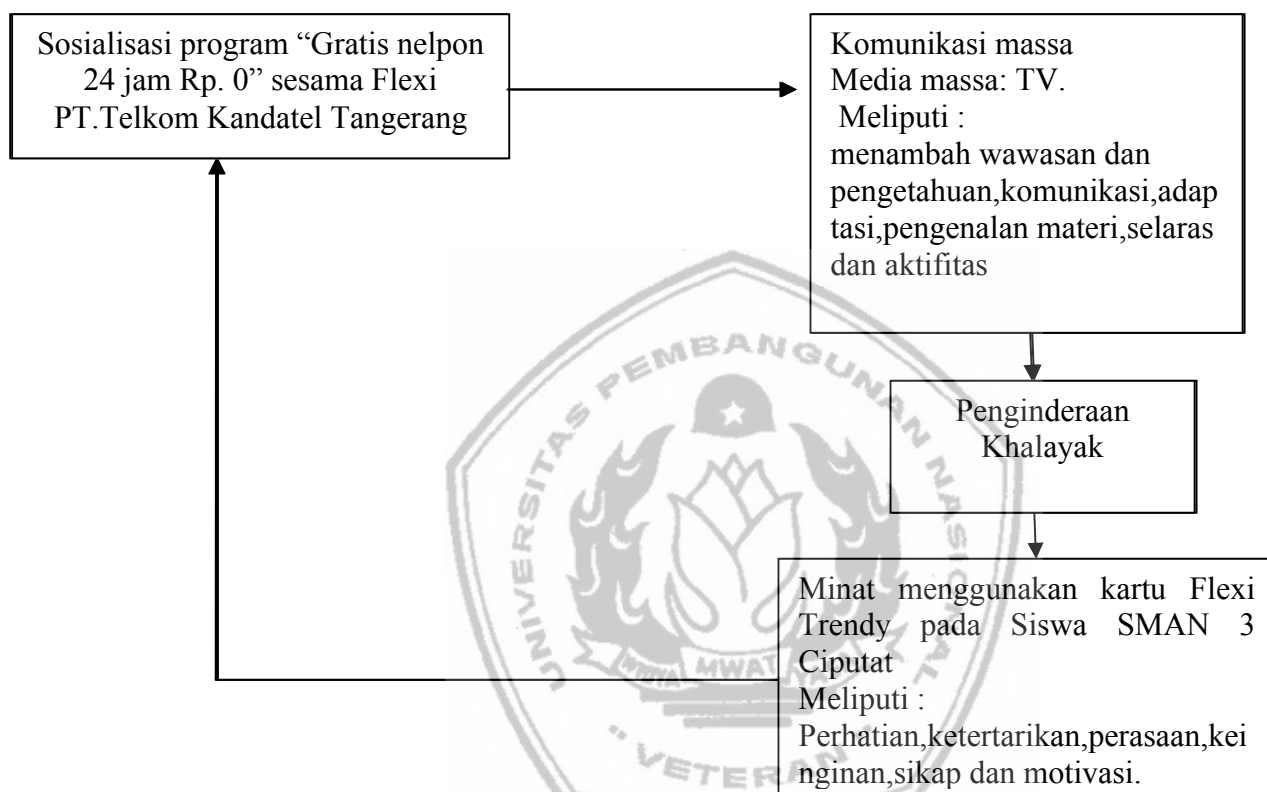 Sosialisasi program “Gratis nelpon
24 jam Rp. 0” sesama Flexi
PT.Telkom Kandatel Tangerang
Komunikasi massa
Media massa: TV.
Meliputi :
menambah wawasan dan
pengetahuan,komunikasi,adap
tasi,pengenalan materi,selaras
dan aktifitas
Penginderaan
Khalayak
Minat menggunakan kartu Flexi
Trendy pada Siswa SMAN 3
Ciputat
Meliputi :
Perhatian,ketertarikan,perasaan,kei
nginan,sikap dan motivasi.
UNIVERSITAS PEMBANGUNAN NASIONAL
"VETERAN"